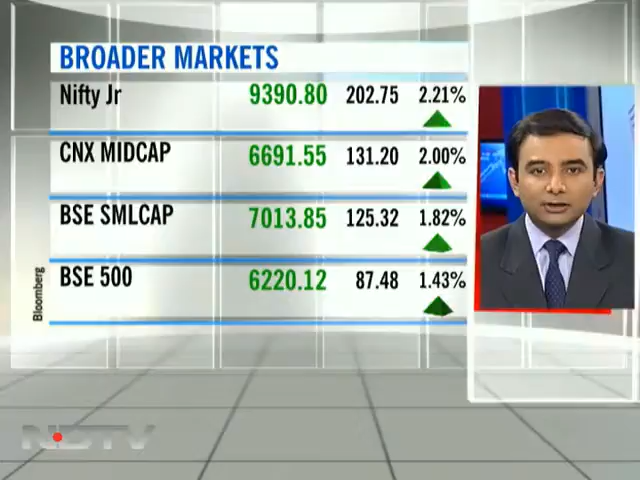 BROADER MARKETS
Nifty Jr 9390.80 202.75 2.21%
CNX MIDCAP 6691.55 131.20 2.00%
BSE SMLCAP 7013.85 125.32 1.82%
BSE 500 6220.12 87.48 1.43%
Bloomberg
NDTV